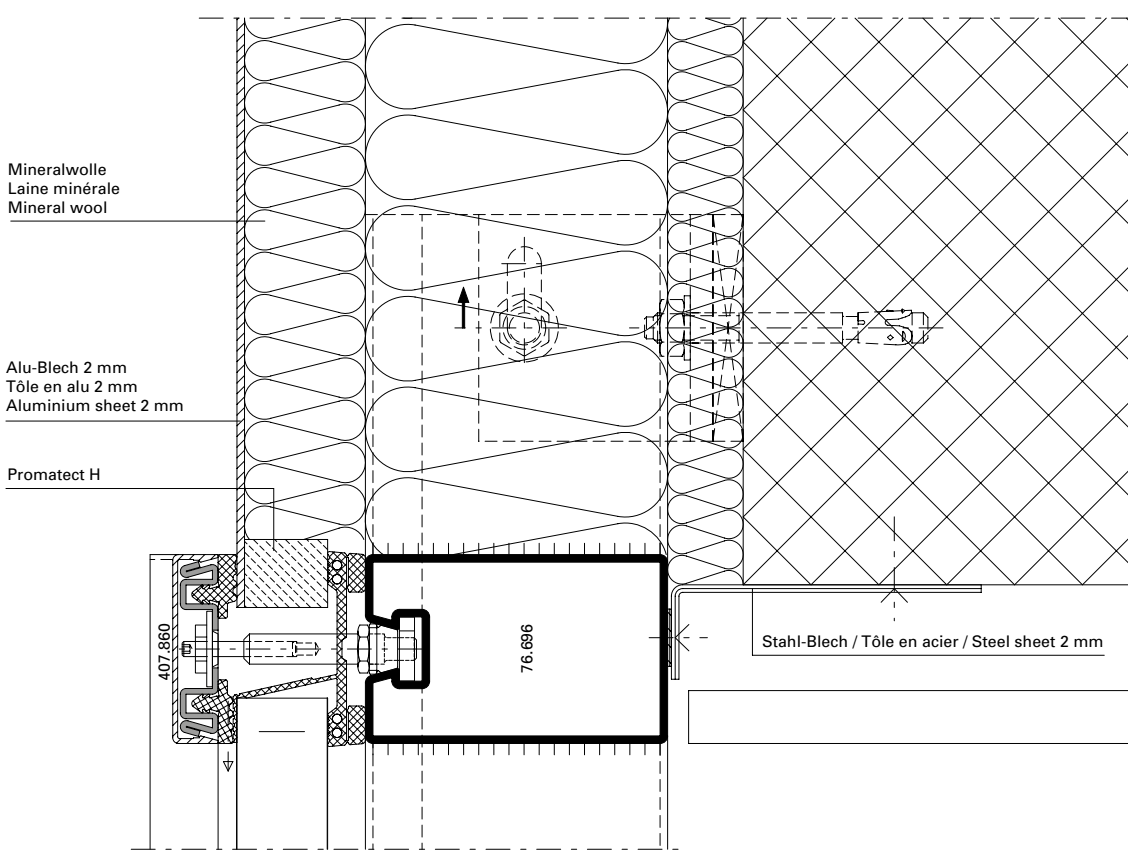 Mineralwolle
Laine minérale
Mineral wool
Alu-Blech 2 mm
Tôle en alu 2 mm
Aluminium sheet 2 mm
Promatect H
407.860
76.696
Stahl-Blech / Tôle en acier / Steel sheet 2 mm